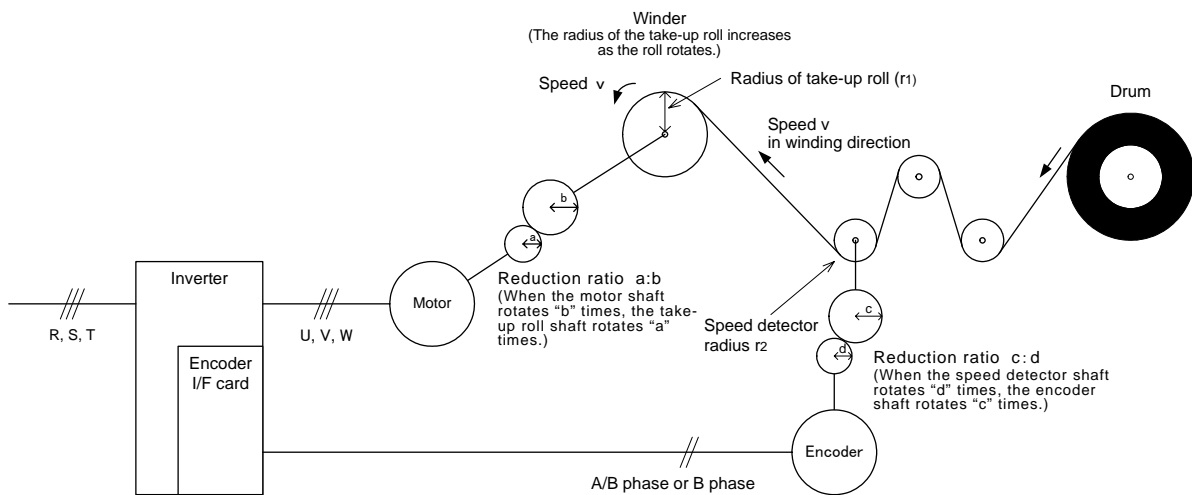 Winder
(The radius of the take-up roll increases
as the roll rotates.)
Speed v
Radius of take-up roll (r1)
Drum
Speed v
in winding direction
b
a
Reduction ratio a:b
(When the motor shaft
rotates “b” times, the take-
up roll shaft rotates “a”
times.)
Inverter
Motor
R, S, T
U, V, W
Encoder
I/F card
Speed detector
radius r2
c
d
Reduction ratio c:d
(When the speed detector shaft
rotates “d” times, the encoder
shaft rotates “c” times.)
Encoder
A/B phase or B phase